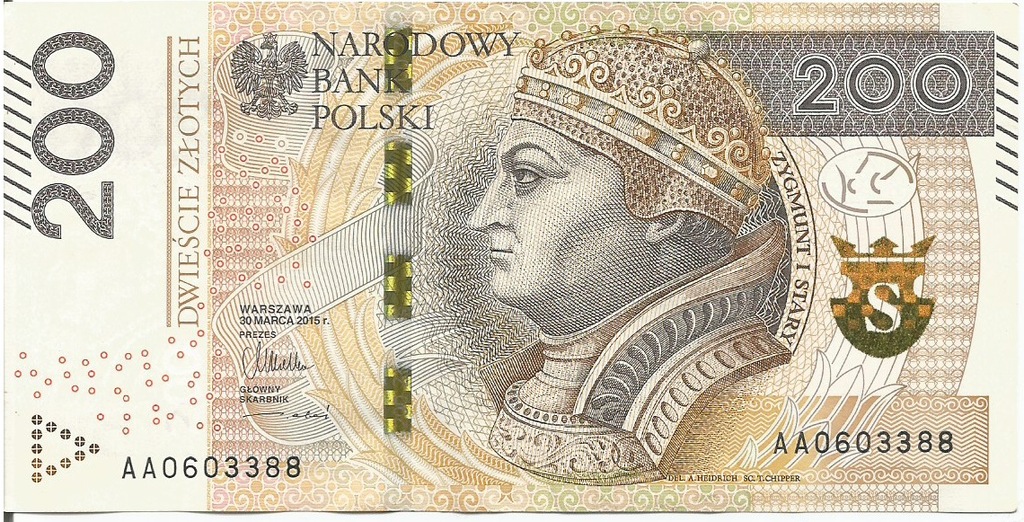 200
DWIEŚCIE ZŁOTYCH
NARODOWY
BANK
POLSKI
200
ZYGMUNT I STARY
S
WARSZAWA
30 MARCA 2015 r.
PREZES
GŁÓWNY
SKARBNIK
AA0603388
AA0603388
DEL. A. HEIDRICH SC. T. CHIPPER